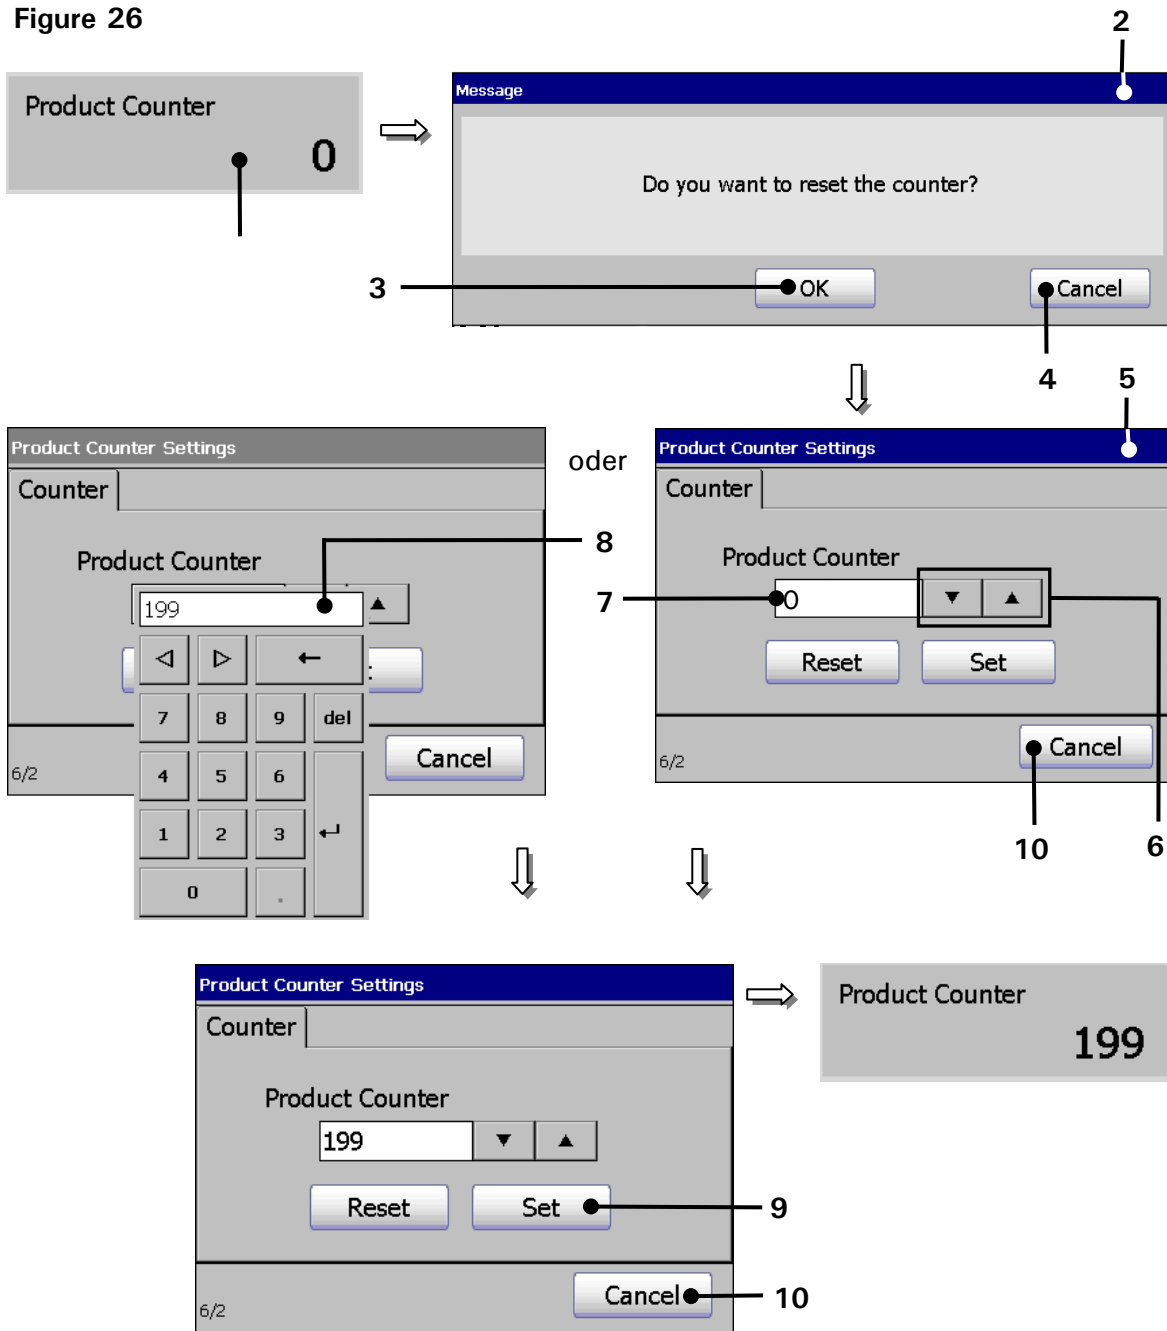 Figure 26
2
Product Counter
0
Message
Do you want to reset the counter?
3
OK
Cancel
4
5
Product Counter Settings
Counter
Product Counter
199
8
7 8 9 del
4 5 6
1 2 3
0 .
Cancel
6/2
oder
Product Counter Settings
Counter
Product Counter
7
0
Reset Set
6/2
Cancel
10
6
Product Counter Settings
Counter
Product Counter
199
Reset Set
9
6/2
Cancel
10
Product Counter
199